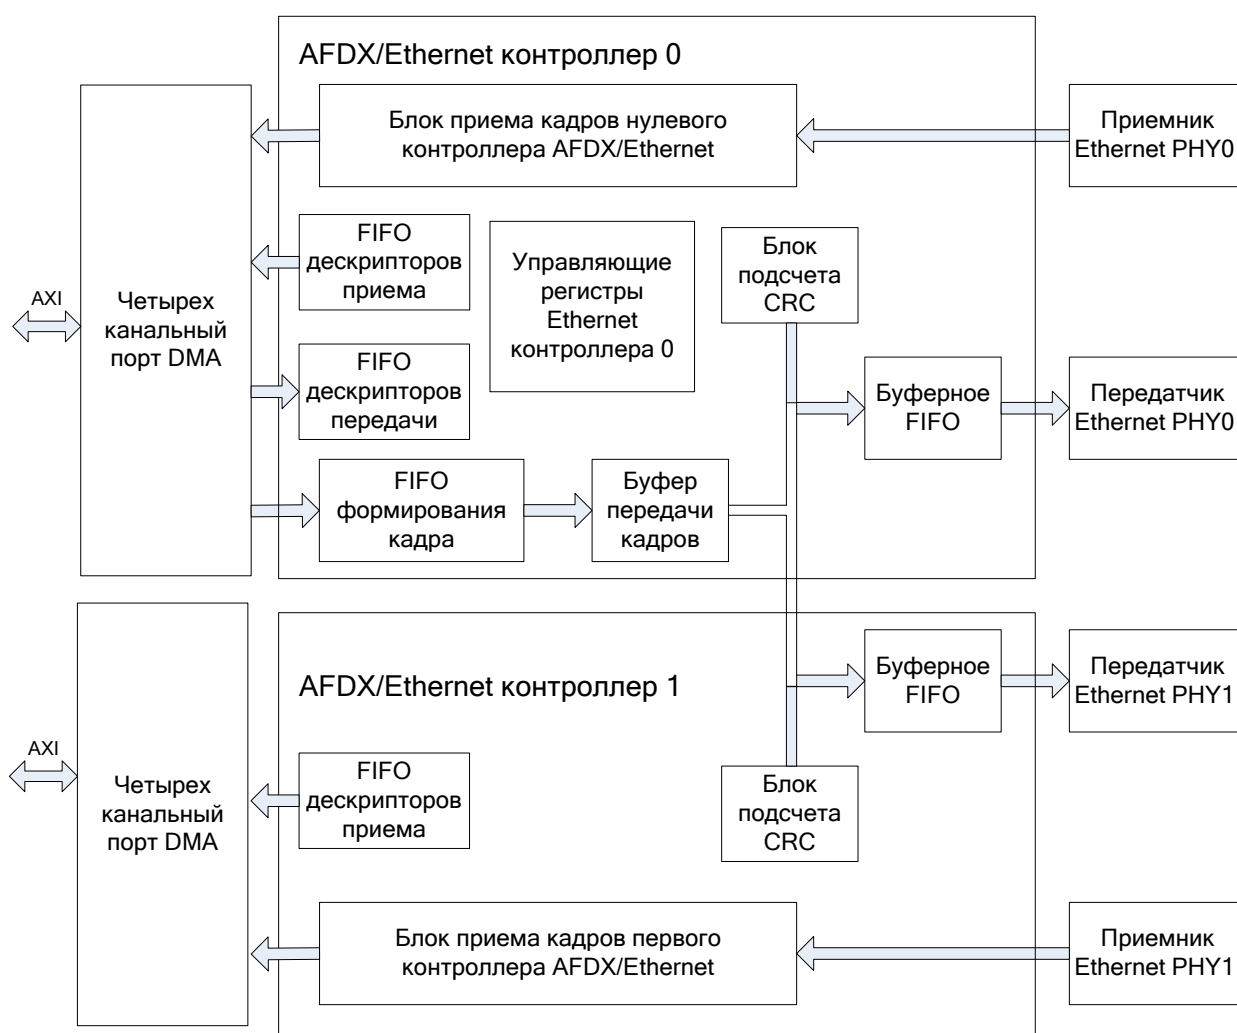 AFDX/Ethernet контроллер 0
Блок приема кадров нулевого
контроллера AFDX/Ethernet
Приемник
Ethernet PHY0
FIFO
дескрипторов
приема
Управляющие
регистры
Ethernet
контроллера 0
Блок
подсчета
CRC
AXI
Четырех
канальный
порт DMA
FIFO
дескрипторов
передачи
Буферное
FIFO
Передатчик
Ethernet PHY0
FIFO
формирования
кадра
Буфер
передачи
кадров
AFDX/Ethernet контроллер 1
Буферное
FIFO
Передатчик
Ethernet PHY1
AXI
Четырех
канальный
порт DMA
FIFO
дескрипторов
приема
Блок
подсчета
CRC
Блок приема кадров первого
контроллера AFDX/Ethernet
Приемник
Ethernet PHY1